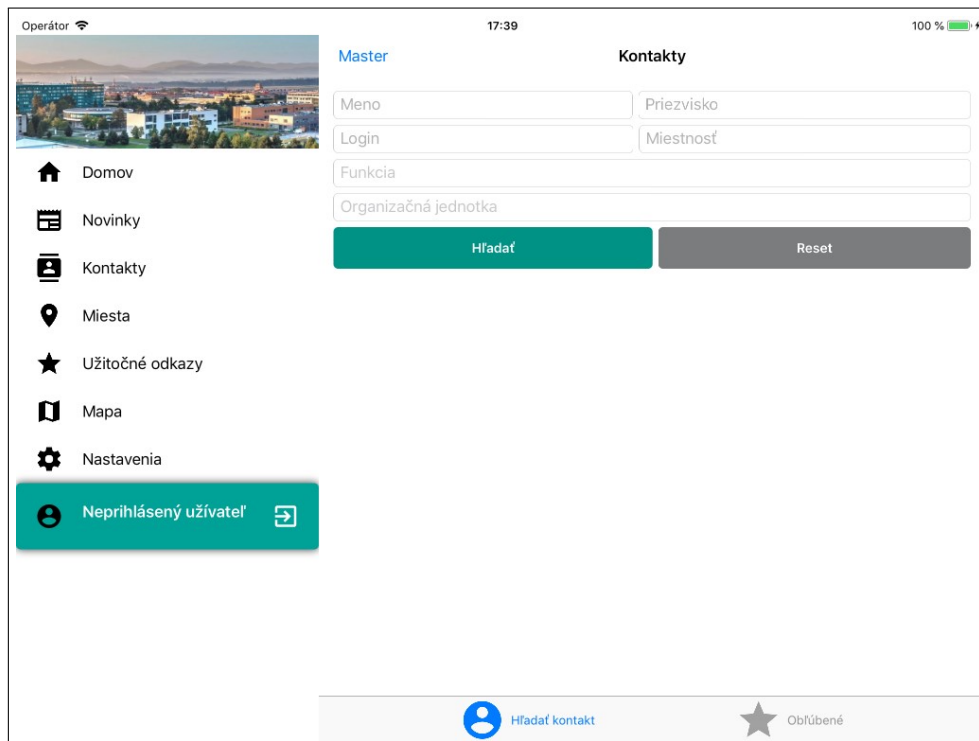 Operátor 17:39 100 %
Master Kontakty
Meno Priezvisko
Login Miestnosť
Funkcia
Organizačná jednotka
Hľadať Reset
Domov
Novinky
Kontakty
Miesta
Užitočné odkazy
Mapa
Nastavenia
Neprihlásený užívateľ
Hľadať kontakt Obľúbené